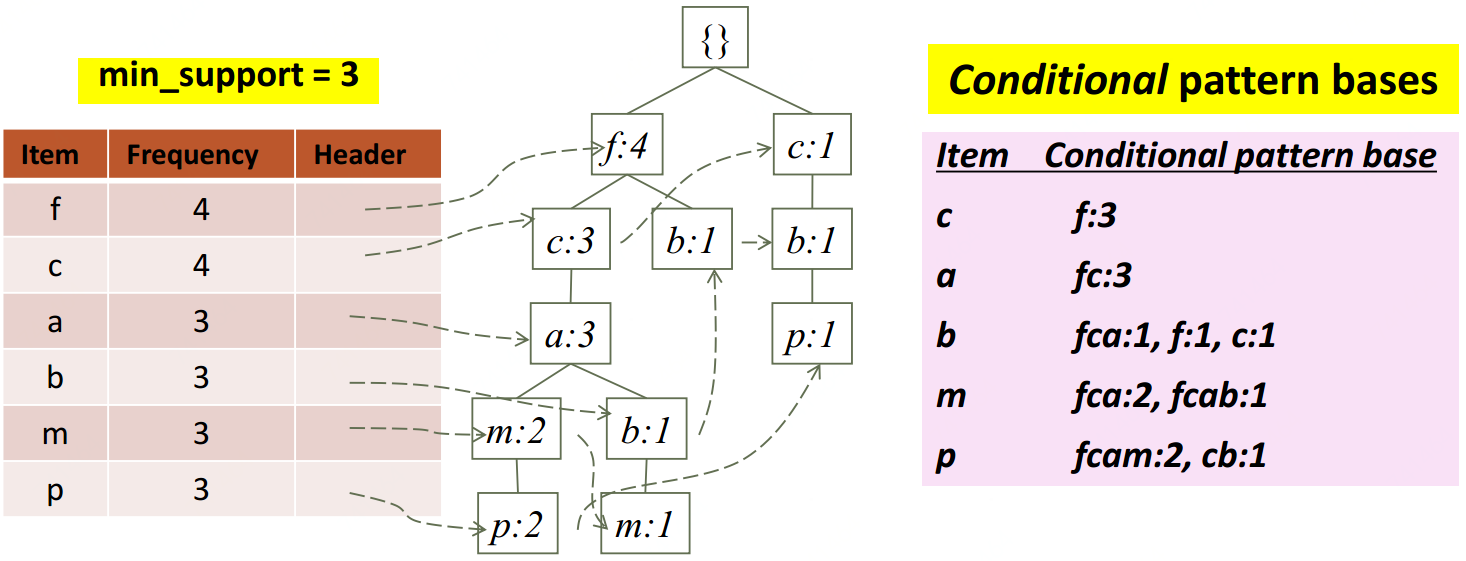 min_support = 3
Item Frequency Header
f 4
c 4
a 3
b 3
m 3
p 3
{}
f:4 c:1
c:3 b:1 b:1
a:3 p:1
m:2 b:1
p:2 m:1
Conditional pattern bases
Item Conditional pattern base
c f:3
a fc:3
b fca:1, f:1, c:1
m fca:2, fcab:1
p fcam:2, cb:1